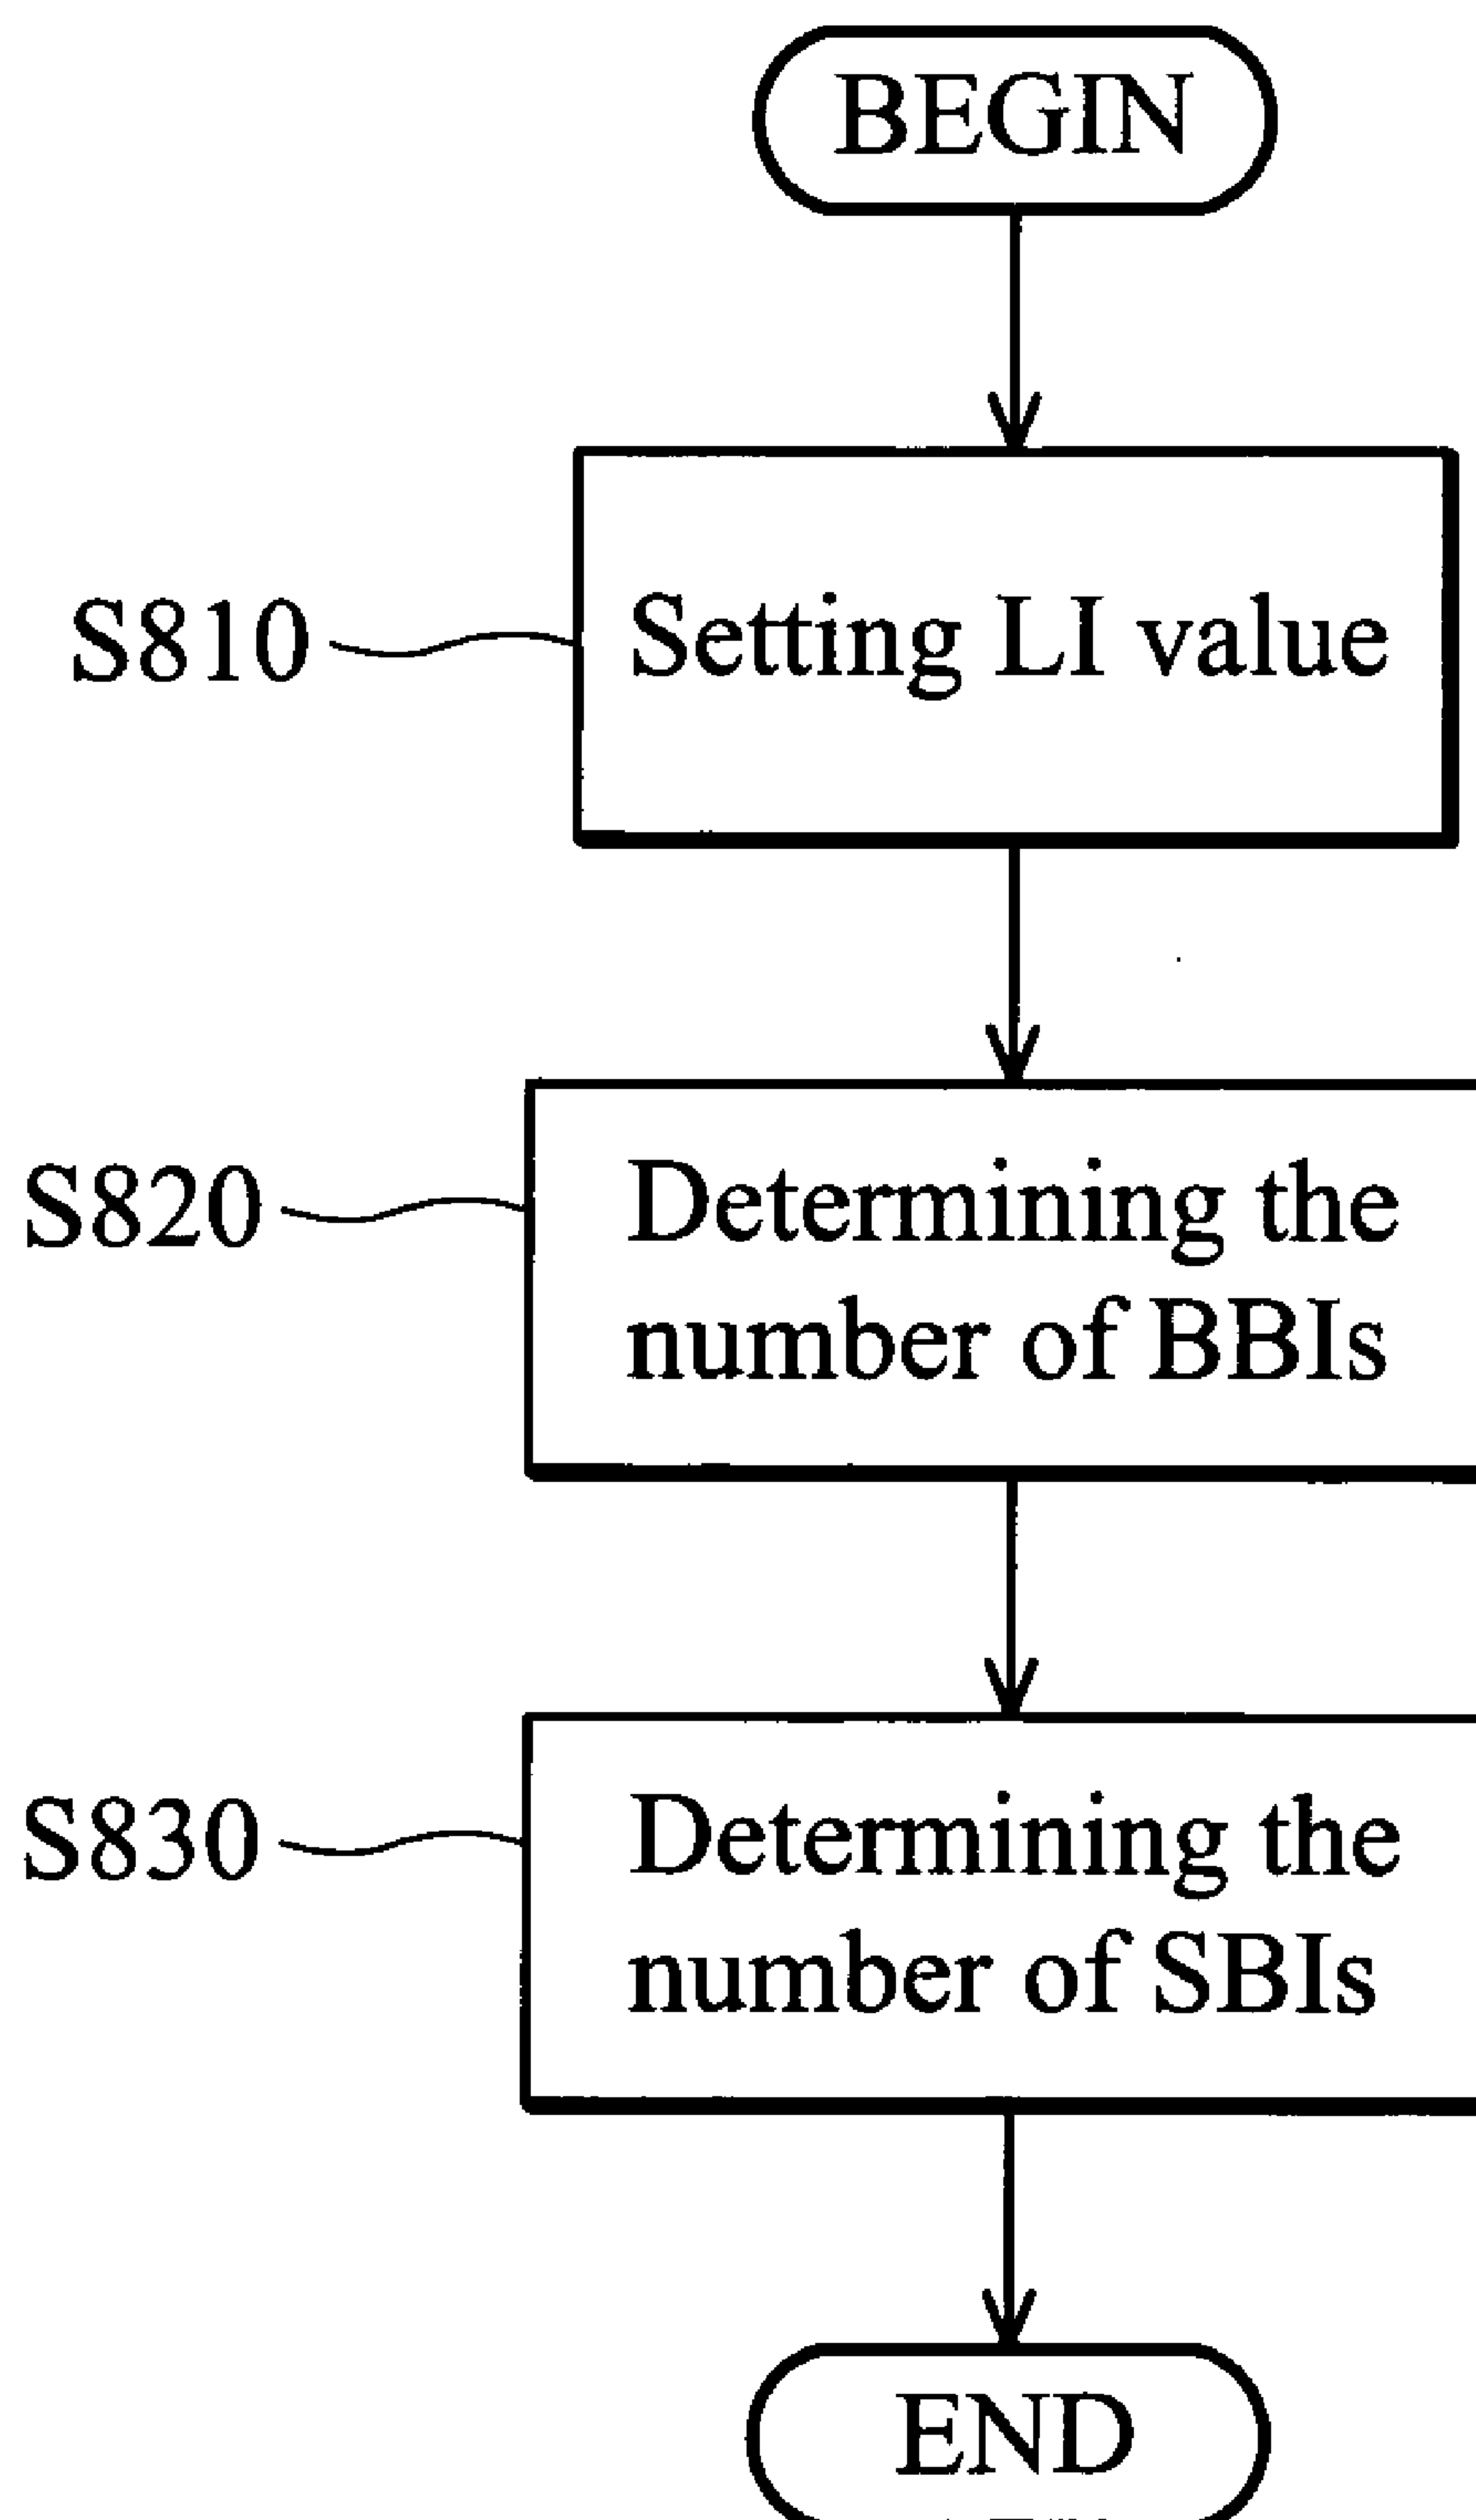 BEGIN
S810
Setting LI value
S820
Determining the
number of BBIs
S830
Determining the
number of SBIs
END